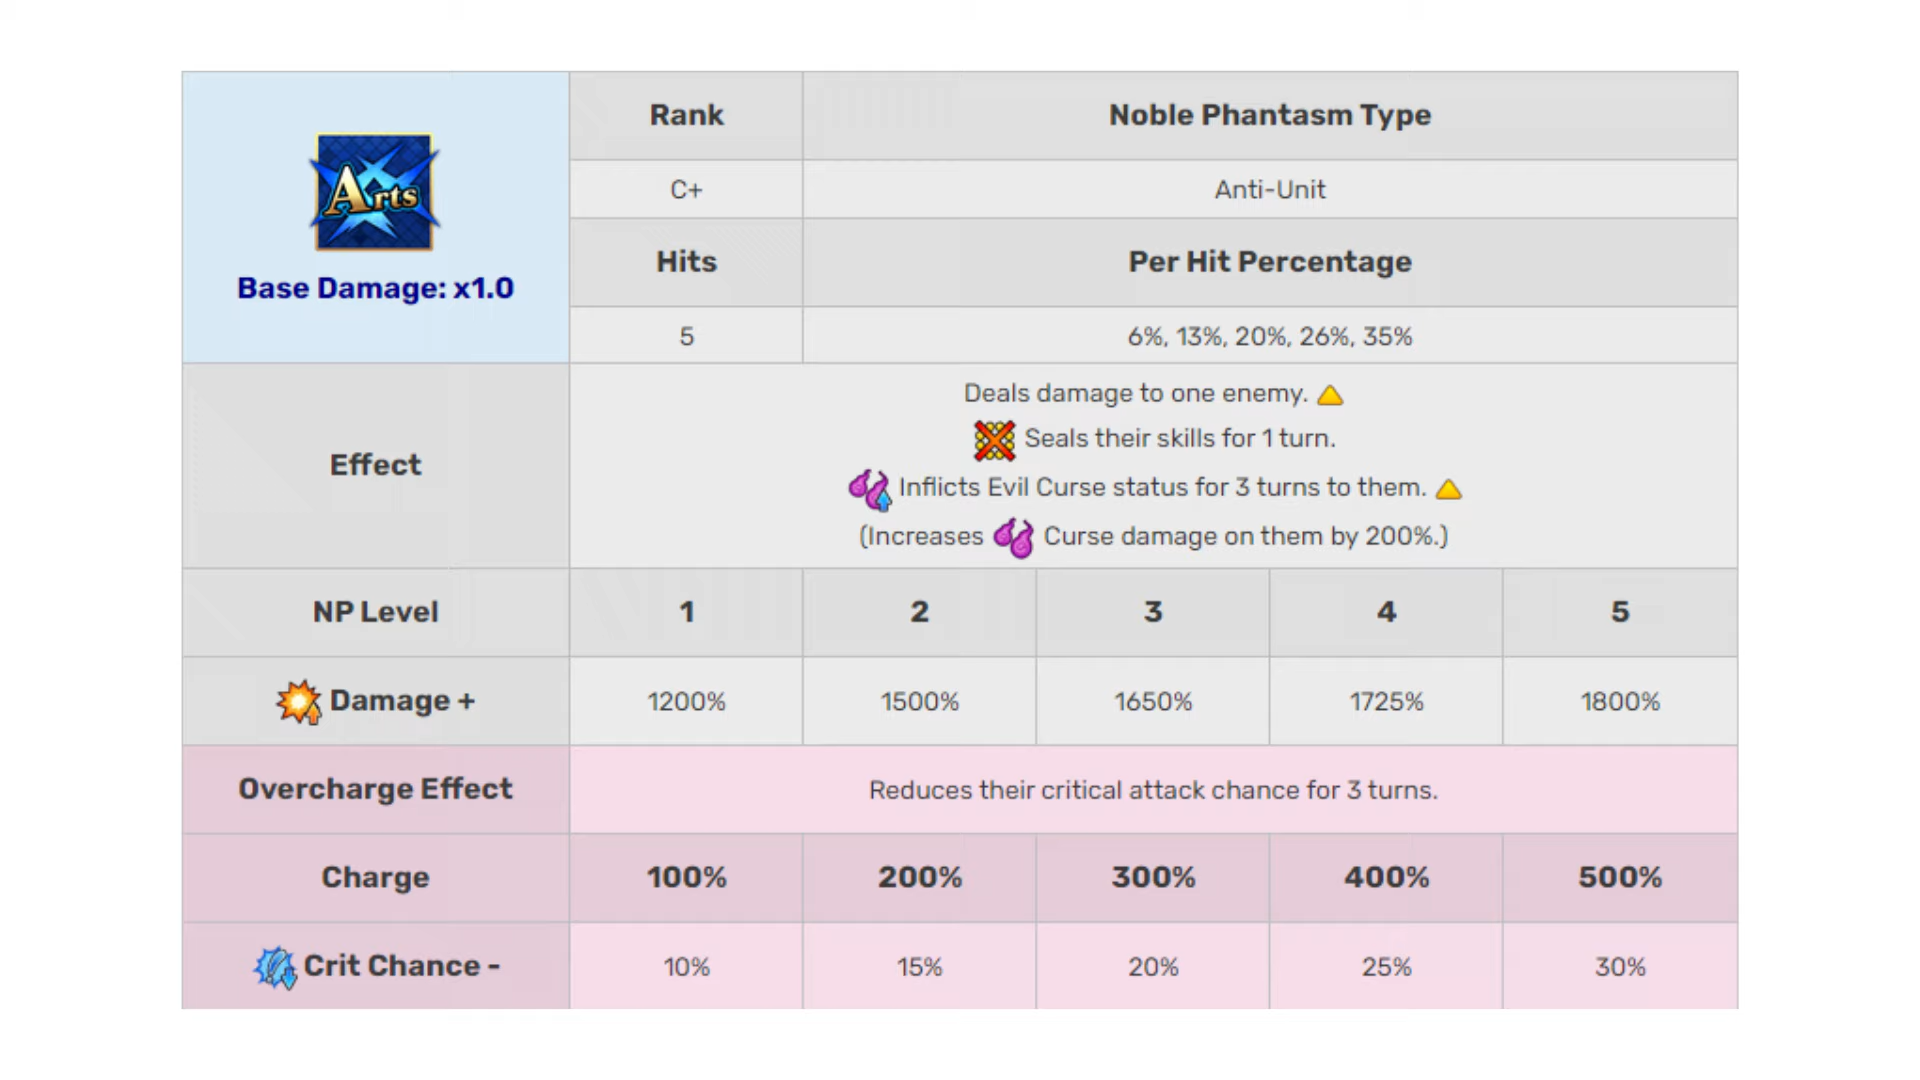 Arts
Base Damage: x1.0
Rank
Noble Phantasm Type
C+
Anti-Unit
Hits
Per Hit Percentage
5
6%, 13%, 20%, 26%, 35%
Effect
Deals damage to one enemy.
Seals their skills for 1 turn.
Inflicts Evil Curse status for 3 turns to them.
(Increases Curse damage on them by 200%.)
NP Level 1 2 3 4 5
Damage + 1200% 1500% 1650% 1725% 1800%
Overcharge Effect Reduces their critical attack chance for 3 turns.
Charge 100% 200% 300% 400% 500%
Crit Chance - 10% 15% 20% 25% 30%